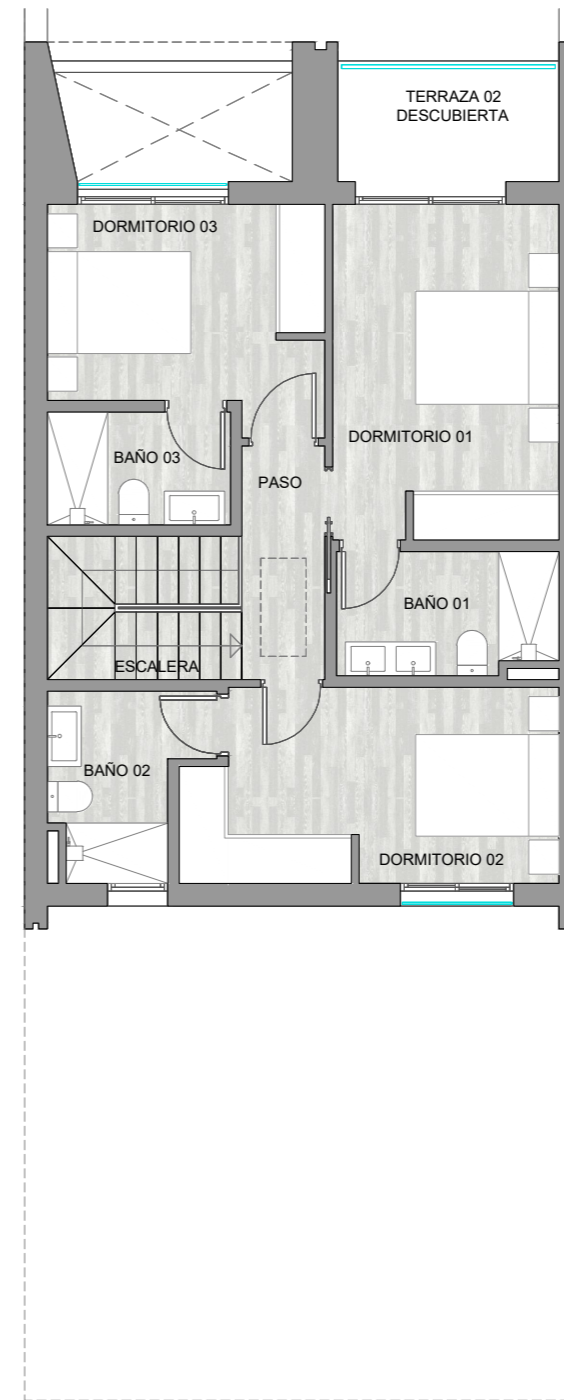 TERRAZA 02
DESCUBIERTA
DORMITORIO 03
DORMITORIO 01
BAÑO 03
PASO
BAÑO 01
ESCALERA
BAÑO 02
DORMITORIO 02